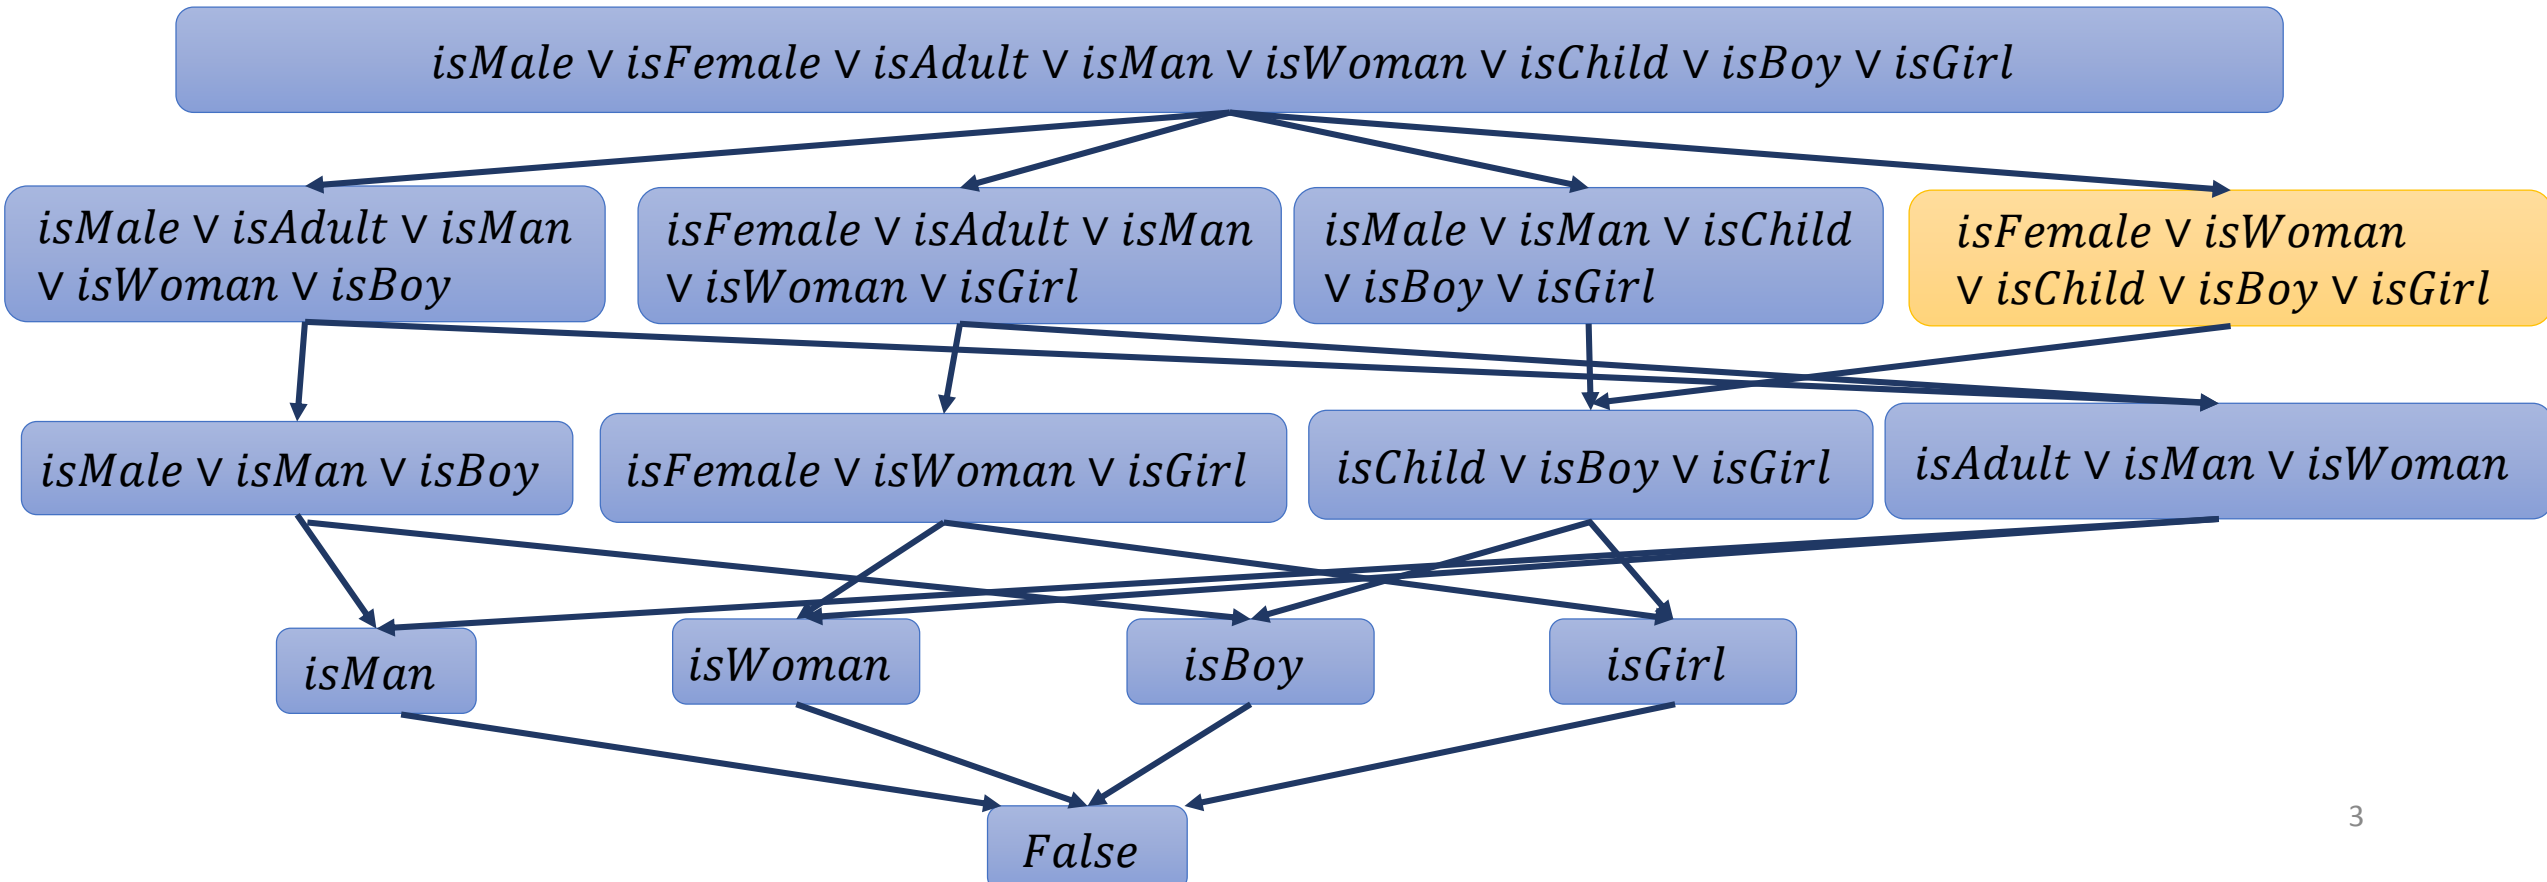 isMale ∨ isFemale ∨ isAdult ∨ isMan ∨ isWoman ∨ isChild ∨ isBoy ∨ isGirl
isMale ∨ isAdult ∨ isMan
∨ isWoman ∨ isBoy
isFemale ∨ isAdult ∨ isMan
∨ isWoman ∨ isGirl
isMale ∨ isMan ∨ isChild
∨ isBoy ∨ isGirl
isFemale ∨ isWoman
∨ isChild ∨ isBoy ∨ isGirl
isMale ∨ isMan ∨ isBoy
isFemale ∨ isWoman ∨ isGirl
isChild ∨ isBoy ∨ isGirl
isAdult ∨ isMan ∨ isWoman
isMan
isWoman
isBoy
isGirl
False
3